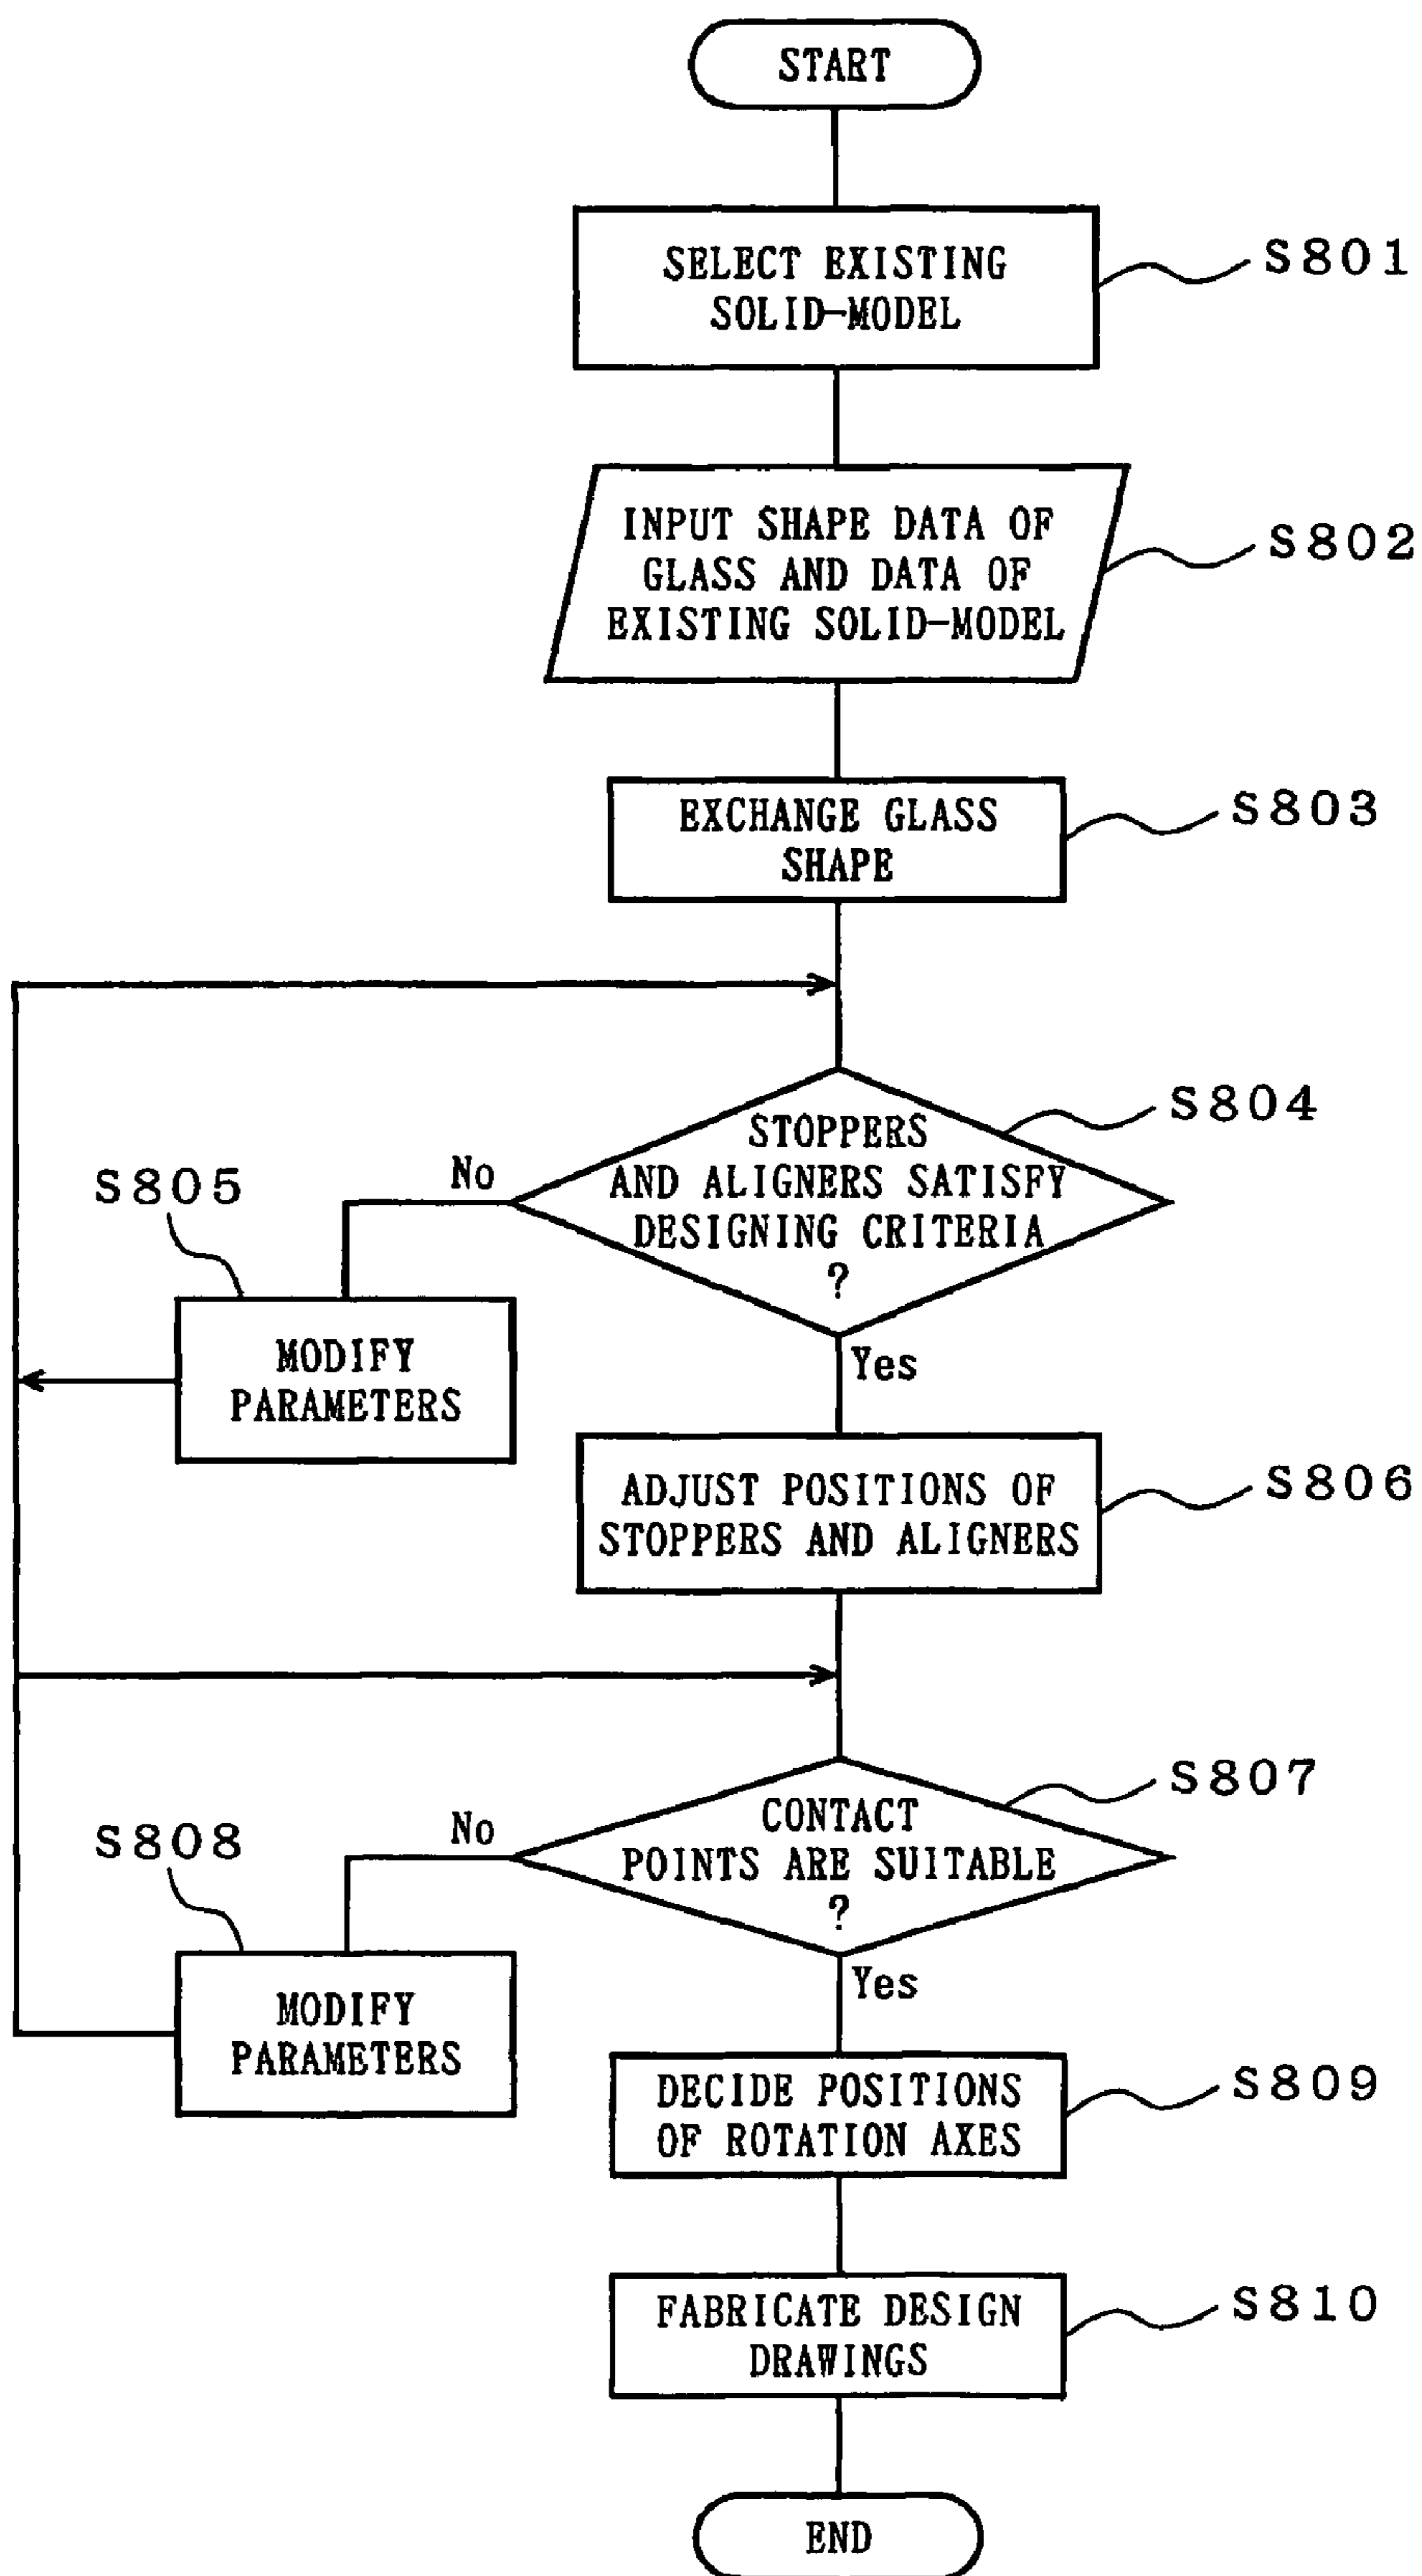 START
SELECT EXISTING
SOLID-MODEL
S801
INPUT SHAPE DATA OF
GLASS AND DATA OF
EXISTING SOLID-MODEL
S802
EXCHANGE GLASS
SHAPE
S803
STOPPERS
AND ALIGNERS SATISFY
DESIGNING CRITERIA
?
S804
No
S805
MODIFY
PARAMETERS
Yes
ADJUST POSITIONS OF
STOPPERS AND ALIGNERS
S806
CONTACT
POINTS ARE SUITABLE
?
S807
No
S808
MODIFY
PARAMETERS
Yes
DECIDE POSITIONS
OF ROTATION AXES
S809
FABRICATE DESIGN
DRAWINGS
S810
END